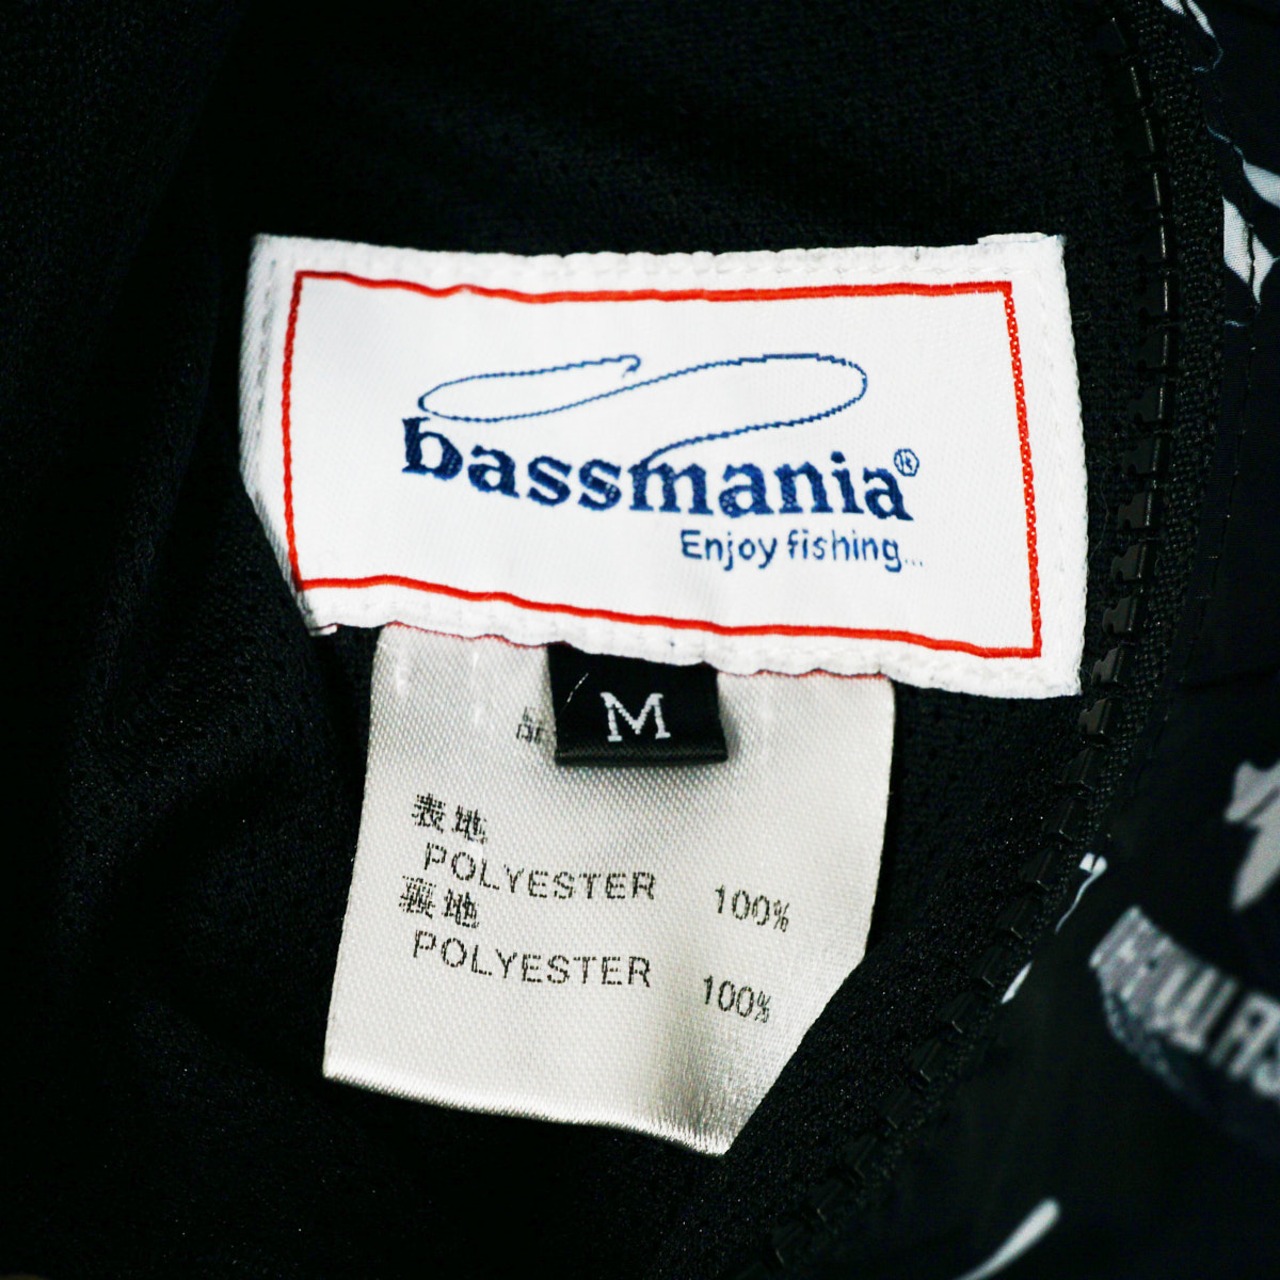 bassmania®
Enjoy fishing...
M
表地
POLYESTER 100%
裏地
POLYESTER 100%